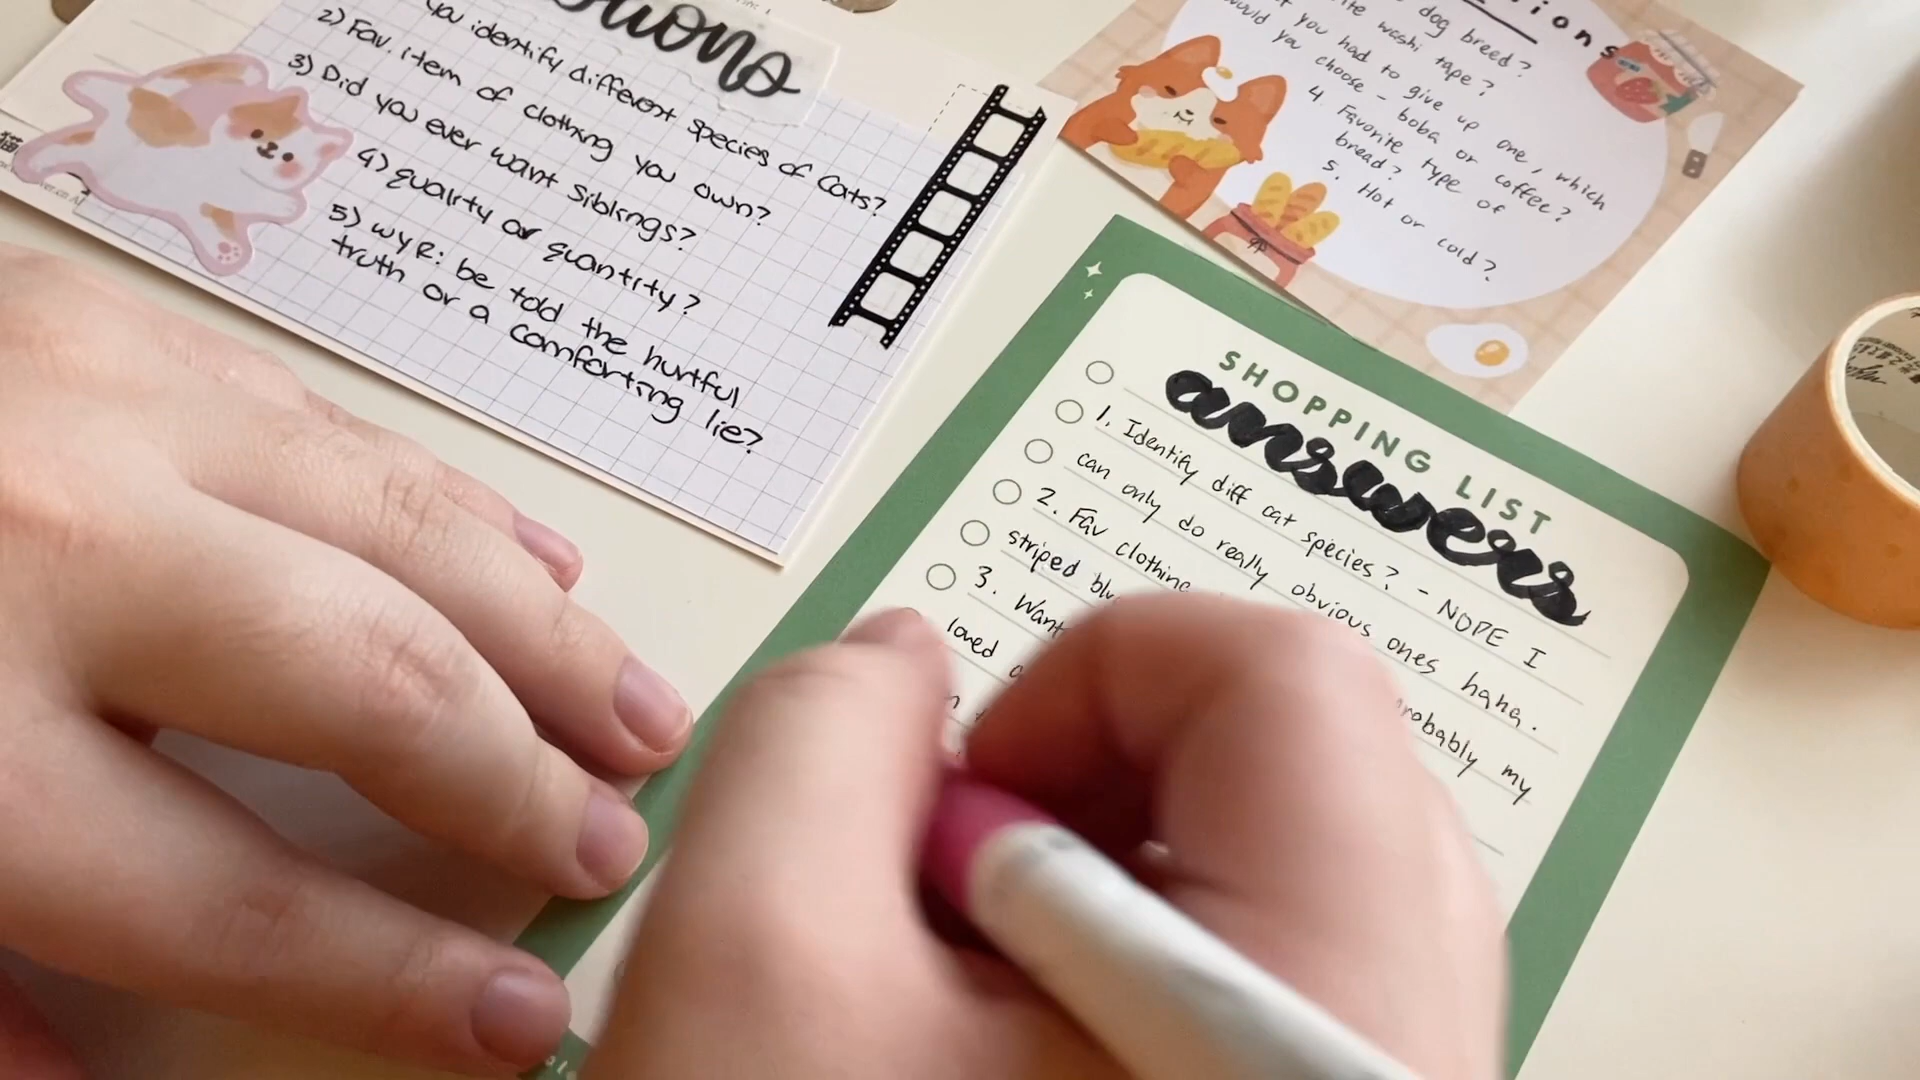 you identify different species of cats?
2) Fav. item of clothing you own?
3) Did you ever want siblings?
4) quality or quantity?
5) WYR: be told the hurtful
truth or a comforting lie?
dog breed?
washi tape?
you had to give up one, which
would you choose - boba or coffee?
4. Favorite type of
bread?
5. Hot or cold?
SHOPPING LIST
answers
1. Identify diff cat species? - NOPE I
can only do really obvious ones haha.
2. Fav clothing
probably my
striped
3. Want
loved